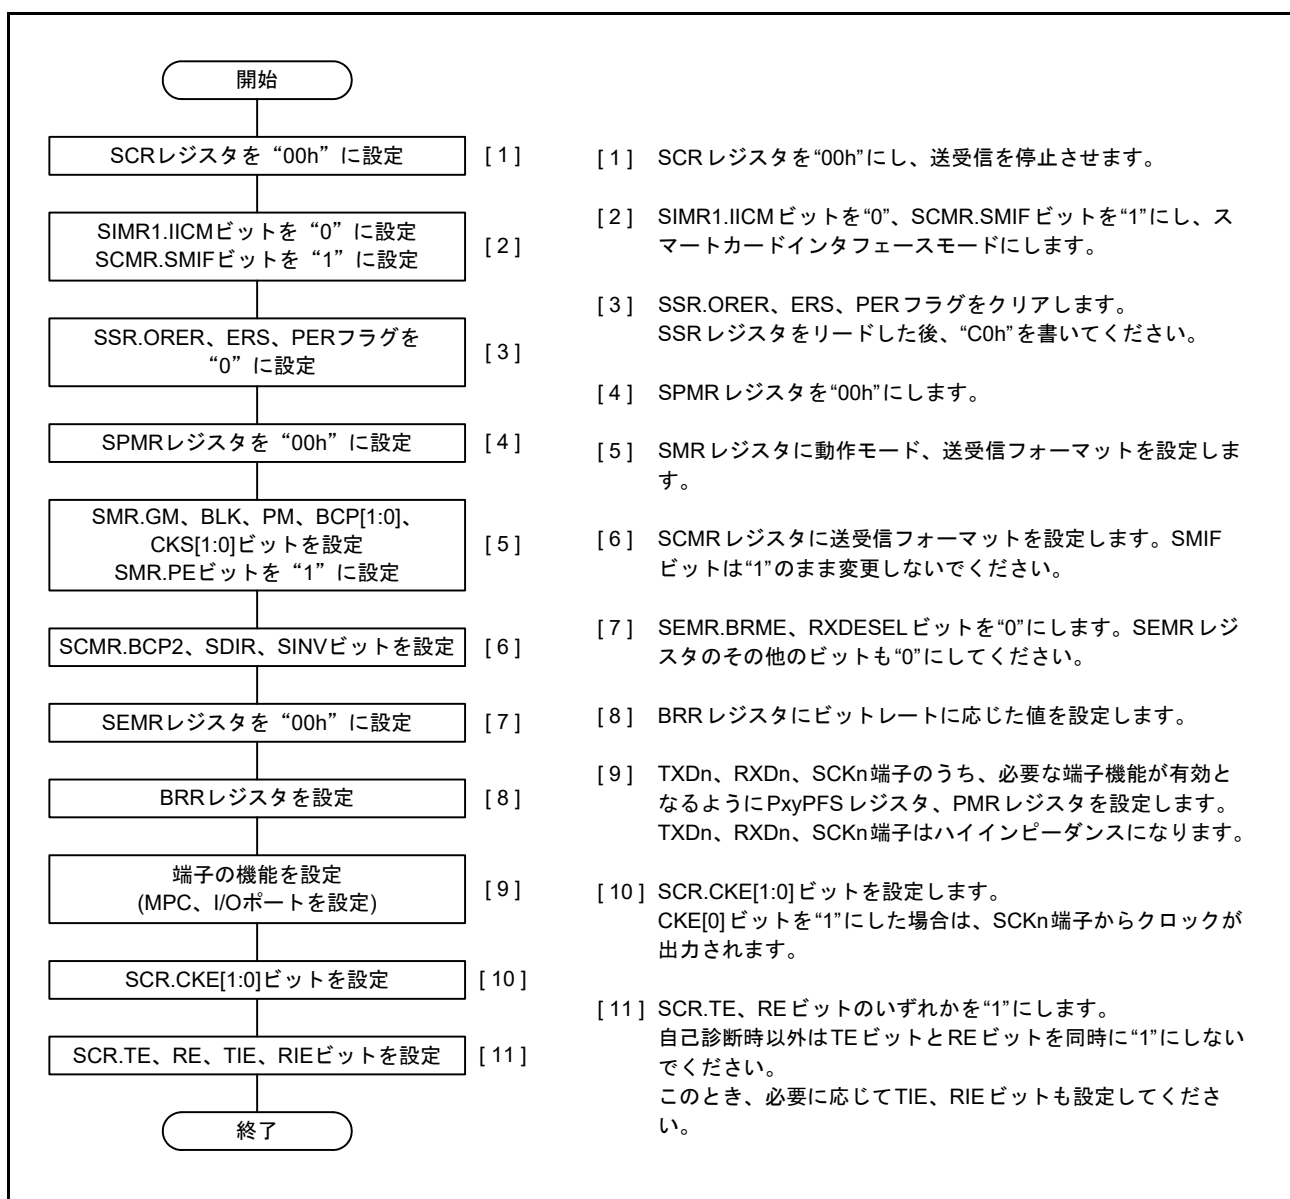 開始
SCRレジスタを“00h”に設定
[ 1 ]
SIMR1.IICMビットを“0”に設定
SCMR.SMIFビットを“1”に設定
[ 2 ]
SSR.ORER、ERS、PERフラグを
“0”に設定
[ 3 ]
SPMRレジスタを“00h”に設定
[ 4 ]
SMR.GM、BLK、PM、BCP[1:0]、
CKS[1:0]ビットを設定
SMR.PEビットを“1”に設定
[ 5 ]
SCMR.BCP2、SDIR、SINVビットを設定
[ 6 ]
SEMRレジスタを“00h”に設定
[ 7 ]
BRRレジスタを設定
[ 8 ]
端子の機能を設定
(MPC、I/Oポートを設定)
[ 9 ]
SCR.CKE[1:0]ビットを設定
[ 10 ]
SCR.TE、RE、TIE、RIEビットを設定
[ 11 ]
終了
[ 1 ] SCRレジスタを“00h”にし、送受信を停止させます。
[ 2 ] SIMR1.IICMビットを“0”、SCMR.SMIFビットを“1”にし、ス
マートカードインタフェースモードにします。
[ 3 ] SSR.ORER、ERS、PERフラグをクリアします。
SSRレジスタをリードした後、“C0h”を書いてください。
[ 4 ] SPMRレジスタを“00h”にします。
[ 5 ] SMRレジスタに動作モード、送受信フォーマットを設定しま
す。
[ 6 ] SCMRレジスタに送受信フォーマットを設定します。SMIF
ビットは“1”のまま変更しないでください。
[ 7 ] SEMR.BRME、RXDESELビットを“0”にします。SEMRレジ
スタのその他のビットも“0”にしてください。
[ 8 ] BRRレジスタにビットレートに応じた値を設定します。
[ 9 ] TXDn、RXDn、SCKn端子のうち、必要な端子機能が有効と
なるようにPxyPFSレジスタ、PMRレジスタを設定します。
TXDn、RXDn、SCKn端子はハイインピーダンスになります。
[ 10 ] SCR.CKE[1:0]ビットを設定します。
CKE[0]ビットを“1”にした場合は、SCKn端子からクロックが
出力されます。
[ 11 ] SCR.TE、REビットのいずれかを“1”にします。
自己診断時以外はTEビットとREビットを同時に“1”にしない
でください。
このとき、必要に応じてTIE、RIEビットも設定してくださ
い。